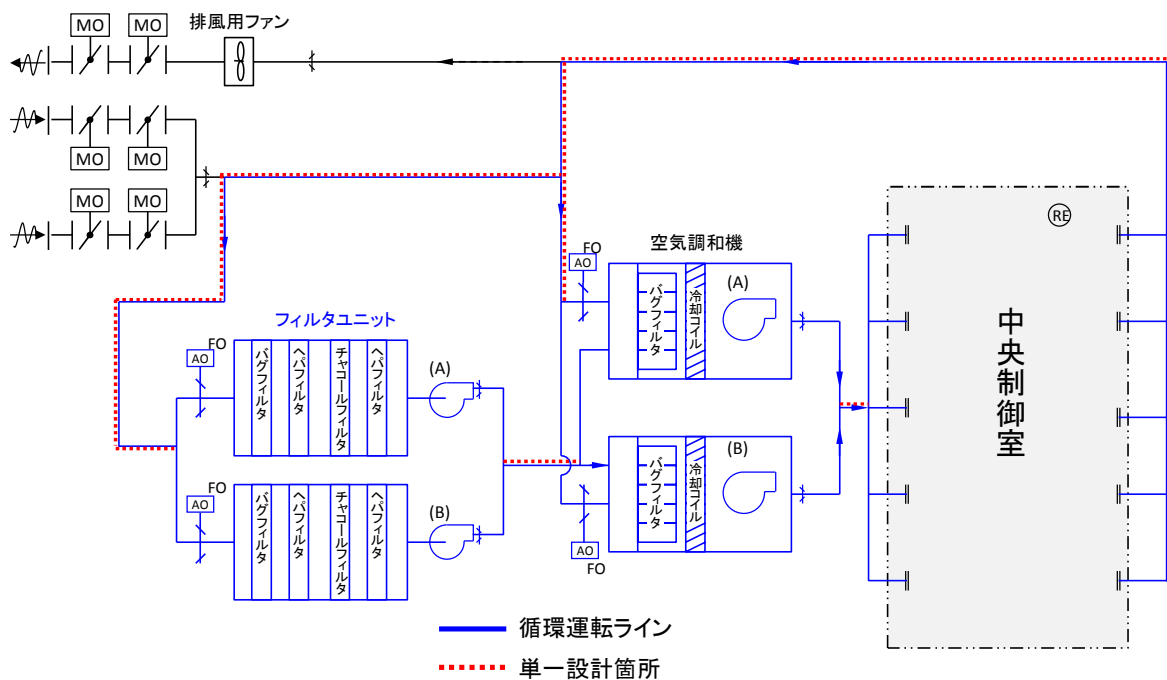 排風用ファン
MO
MO
MO
MO
MO
MO
フィルタユニット
FO
AO
バグフィルタ
ヘパフィルタ
チャコールフィルタ
ヘパフィルタ
(A)
FO
AO
バグフィルタ
ヘパフィルタ
チャコールフィルタ
ヘパフィルタ
(B)
空気調和機
FO
AO
バグフィルタ
冷却コイル
(A)
バグフィルタ
冷却コイル
(B)
AO
FO
RE
中央制御室
循環運転ライン
単一設計箇所